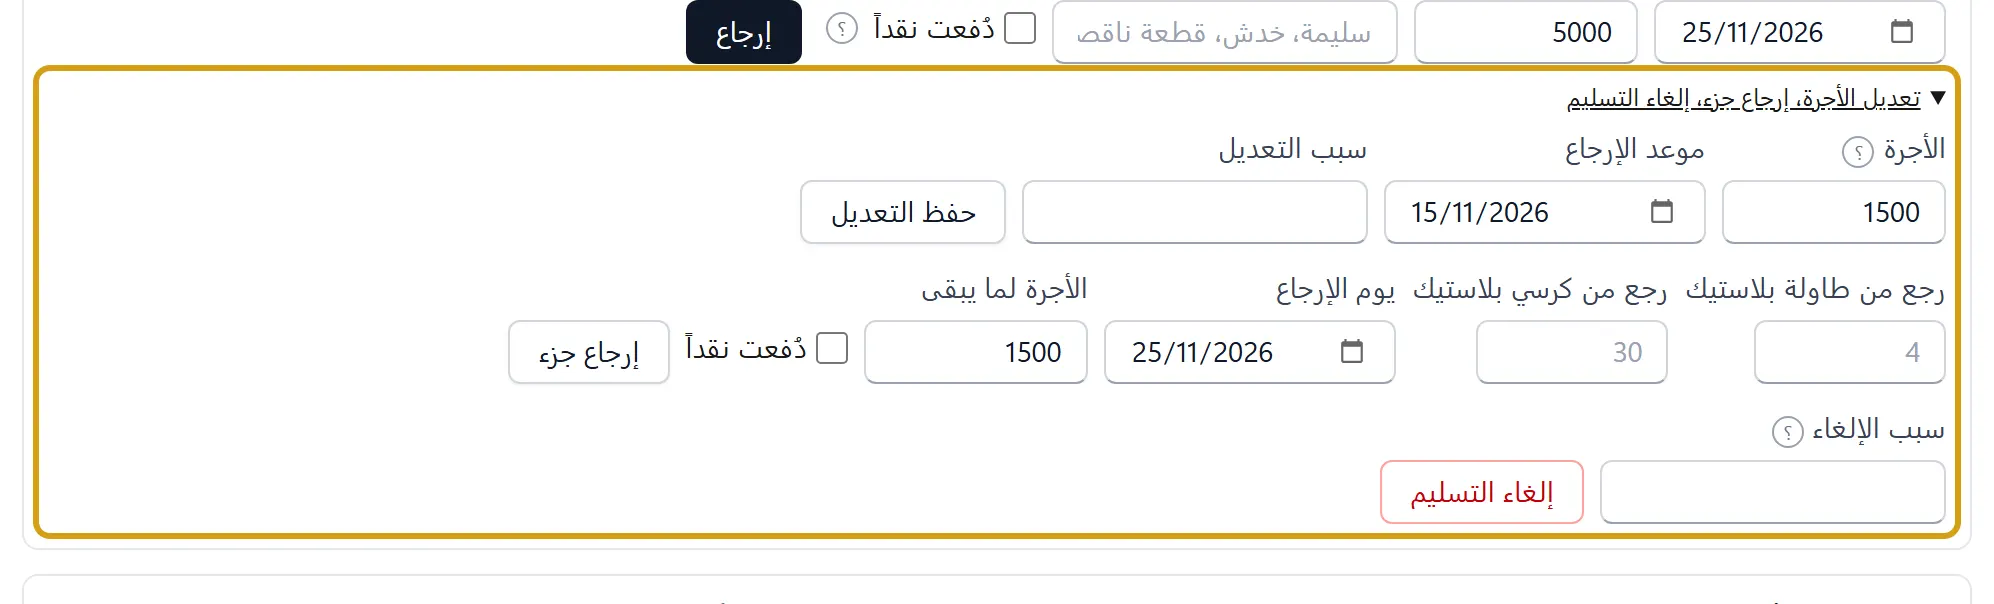 25/11/2026 5000 سليمة، خدش، قطعة ناقص دُفعت نقداً ؟ إرجاع
▼ تعديل الأجرة، إرجاع جزء، إلغاء التسليم
الأجرة ؟ موعد الإرجاع سبب التعديل
1500 15/11/2026 حفظ التعديل
رجع من طاولة بلاستيك رجع من كرسي بلاستيك يوم الإرجاع الأجرة لما يبقى
4 30 25/11/2026 1500 دُفعت نقداً إرجاع جزء
سبب الإلغاء ؟
إلغاء التسليم